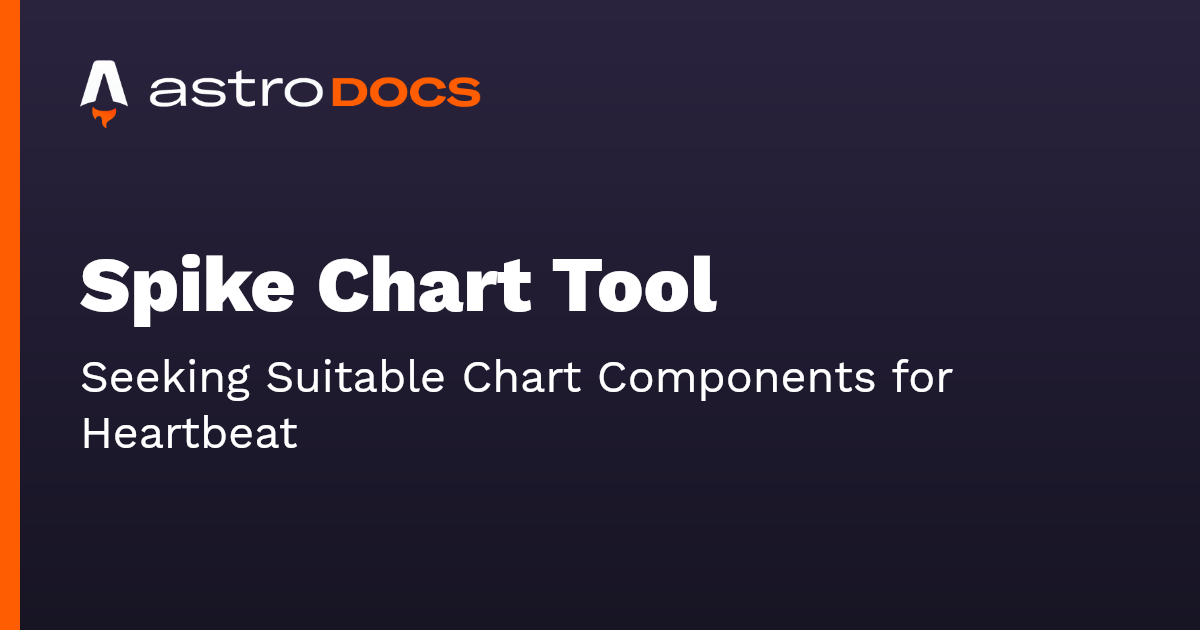 astro DOCS
Spike Chart Tool
Seeking Suitable Chart Components for
Heartbeat